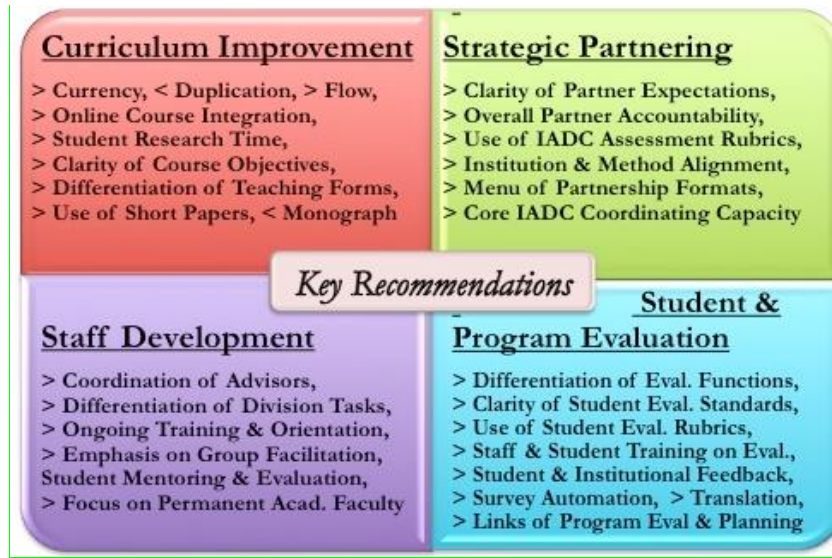 Curriculum Improvement
> Currency, < Duplication, > Flow,
> Online Course Integration,
> Student Research Time,
> Clarity of Course Objectives,
> Differentiation of Teaching Forms,
> Use of Short Papers, < Monograph
Strategic Partnering
> Clarity of Partner Expectations,
> Overall Partner Accountability,
> Use of IADC Assessment Rubrics,
> Institution & Method Alignment,
> Menu of Partnership Formats,
> Core IADC Coordinating Capacity
Key Recommendations
Staff Development
> Coordination of Advisors,
> Differentiation of Division Tasks,
> Ongoing Training & Orientation,
> Emphasis on Group Facilitation,
Student Mentoring & Evaluation,
> Focus on Permanent Acad. Faculty
Student &
Program Evaluation
> Differentiation of Eval. Functions,
> Clarity of Student Eval. Standards,
> Use of Student Eval. Rubrics,
> Staff & Student Training on Eval.,
> Student & Institutional Feedback,
> Survey Automation, > Translation,
> Links of Program Eval & Planning